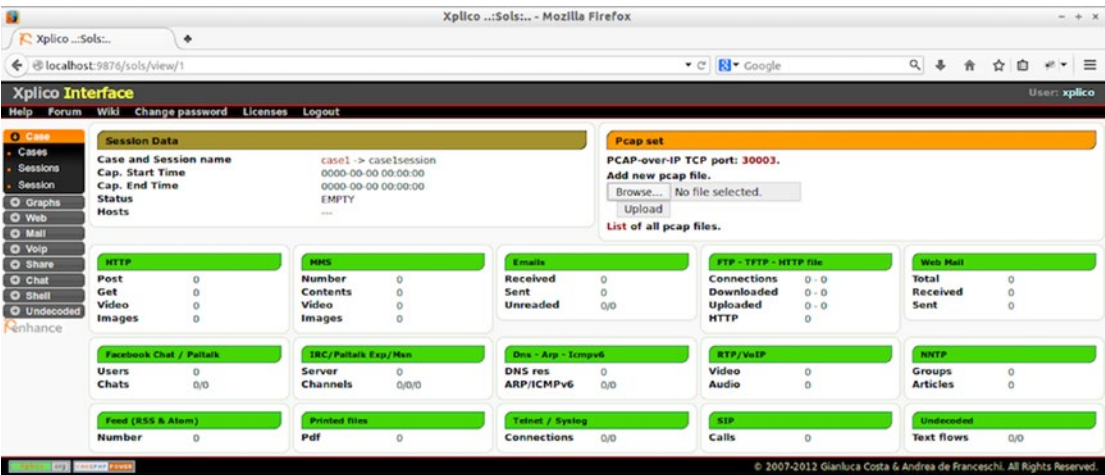 Xplico ..:Sols:.. - Mozilla Firefox
Xplico ..:Sols:..
localhost:9876/sols/view/1
Google
Xplico Interface
User: xplico
Help Forum Wiki Change password Licenses Logout
Case
Cases
Sessions
Session
Graphs
Web
Mail
Voip
Share
Chat
Shell
Undecoded
enhance
Session Data
Case and Session name case1 -> case1session
Cap. Start Time 0000-00-00 00:00:00
Cap. End Time 0000-00-00 00:00:00
Status EMPTY
Hosts ---
Pcap set
PCAP-over-IP TCP port: 30003.
Add new pcap file.
Browse... No file selected.
Upload
List of all pcap files.
HTTP
Post 0
Get 0
Video 0
Images 0
MMS
Number 0
Contents 0
Video 0
Images 0
Emails
Received 0
Sent 0
Unreaded 0/0
FTP - TFTP - HTTP file
Connections 0 - 0
Downloaded 0 - 0
Uploaded 0 - 0
HTTP 0
Web Mail
Total 0
Received 0
Sent 0
Facebook Chat / Paltalk
Users 0
Chats 0/0
IRC/Paltalk Exp/Msn
Server 0
Channels 0/0/0
Dns - Arp - Icmpv6
DNS res 0
ARP/ICMPv6 0/0
RTP/VoIP
Video 0
Audio 0
NNTP
Groups 0
Articles 0
Feed (RSS & Atom)
Number 0
Printed files
Pdf 0
Telnet / Syslog
Connections 0/0
SIP
Calls 0
Undecoded
Text flows 0/0
© 2007-2012 Gianluca Costa & Andrea de Franceschi. All Rights Reserved.